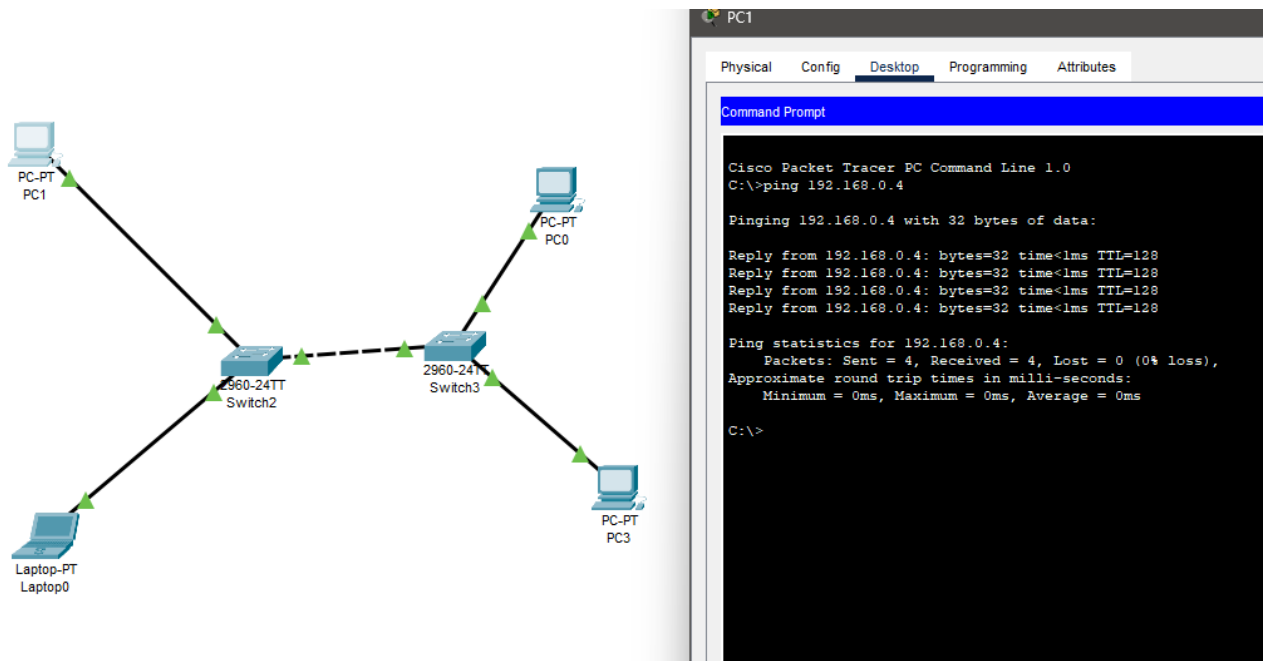 PC-PT
PC1
PC-PT
PC0
2960-24TT
Switch2
2960-24TT
Switch3
PC-PT
PC3
Laptop-PT
Laptop0
PC1
Physical Config Desktop Programming Attributes
Command Prompt
Cisco Packet Tracer PC Command Line 1.0
C:\>ping 192.168.0.4
Pinging 192.168.0.4 with 32 bytes of data:
Reply from 192.168.0.4: bytes=32 time<1ms TTL=128
Reply from 192.168.0.4: bytes=32 time<1ms TTL=128
Reply from 192.168.0.4: bytes=32 time<1ms TTL=128
Reply from 192.168.0.4: bytes=32 time<1ms TTL=128
Ping statistics for 192.168.0.4:
Packets: Sent = 4, Received = 4, Lost = 0 (0% loss),
Approximate round trip times in milli-seconds:
Minimum = 0ms, Maximum = 0ms, Average = 0ms
C:\>